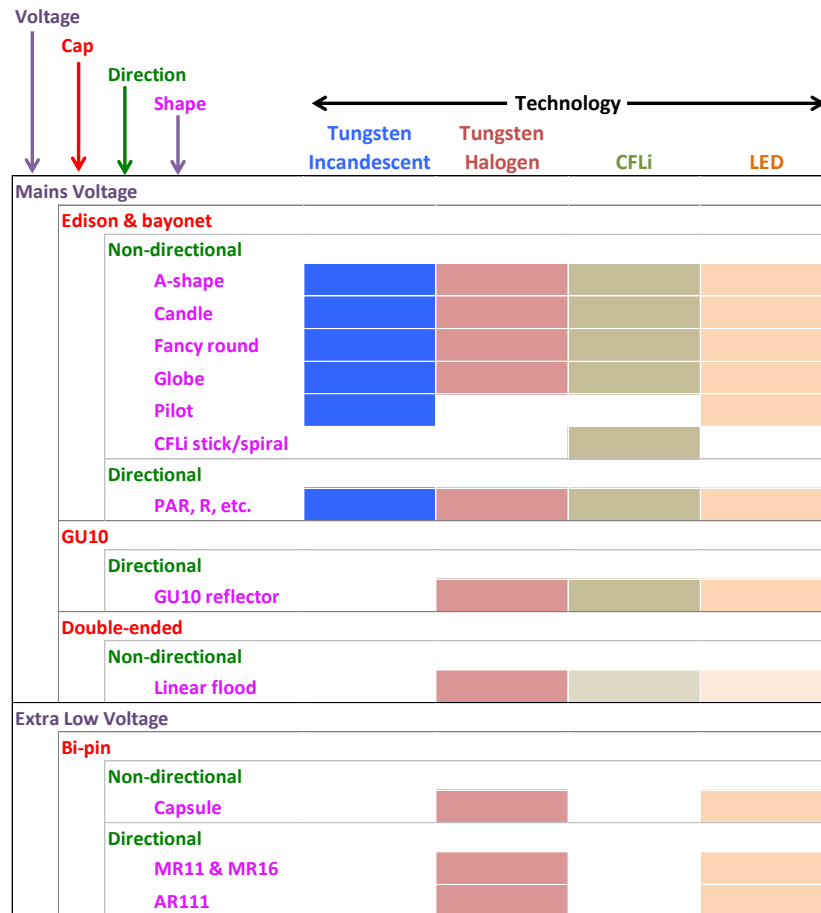 Voltage
Cap
Direction
Shape
Technology
Tungsten Tungsten
Incandescent Halogen CFLi LED
Mains Voltage
Edison & bayonet
Non-directional
A-shape
Candle
Fancy round
Globe
Pilot
CFLi stick/spiral
Directional
PAR, R, etc.
GU10
Directional
GU10 reflector
Double-ended
Non-directional
Linear flood
Extra Low Voltage
Bi-pin
Non-directional
Capsule
Directional
MR11 & MR16
AR111